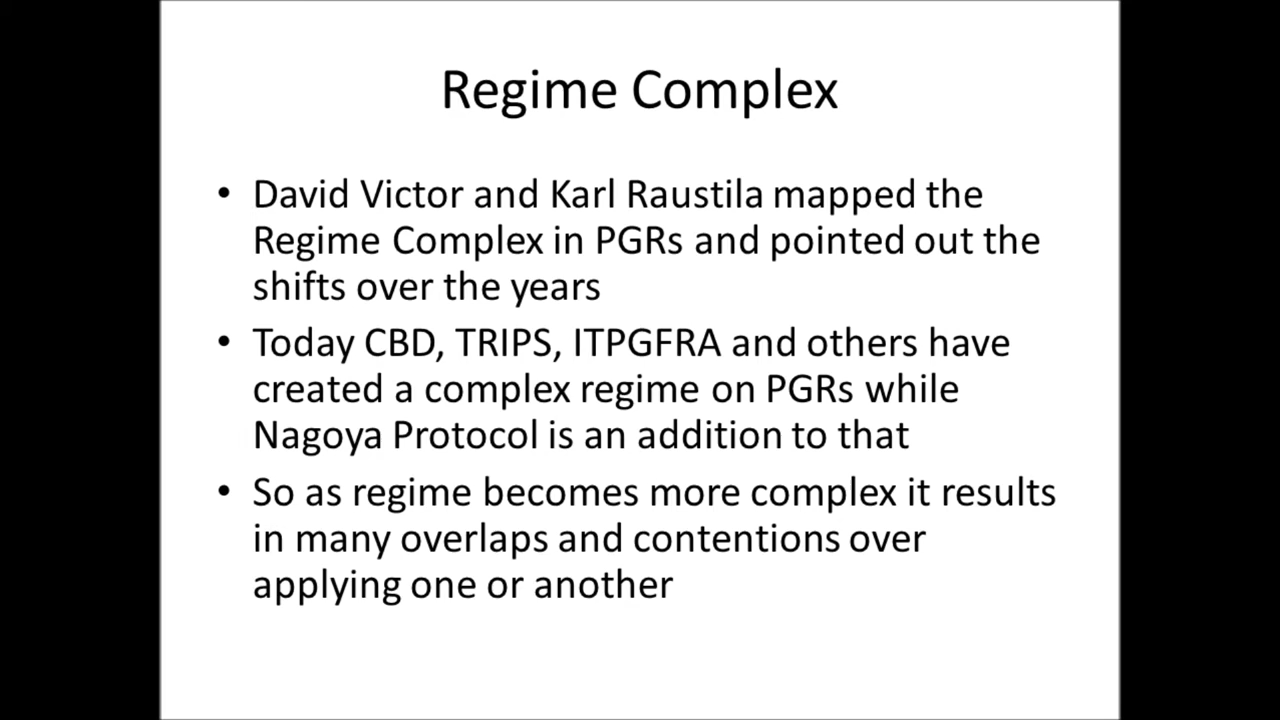 Regime Complex
• David Victor and Karl Raustila mapped the
Regime Complex in PGRs and pointed out the
shifts over the years
• Today CBD, TRIPS, ITPGFRA and others have
created a complex regime on PGRs while
Nagoya Protocol is an addition to that
• So as regime becomes more complex it results
in many overlaps and contentions over
applying one or another